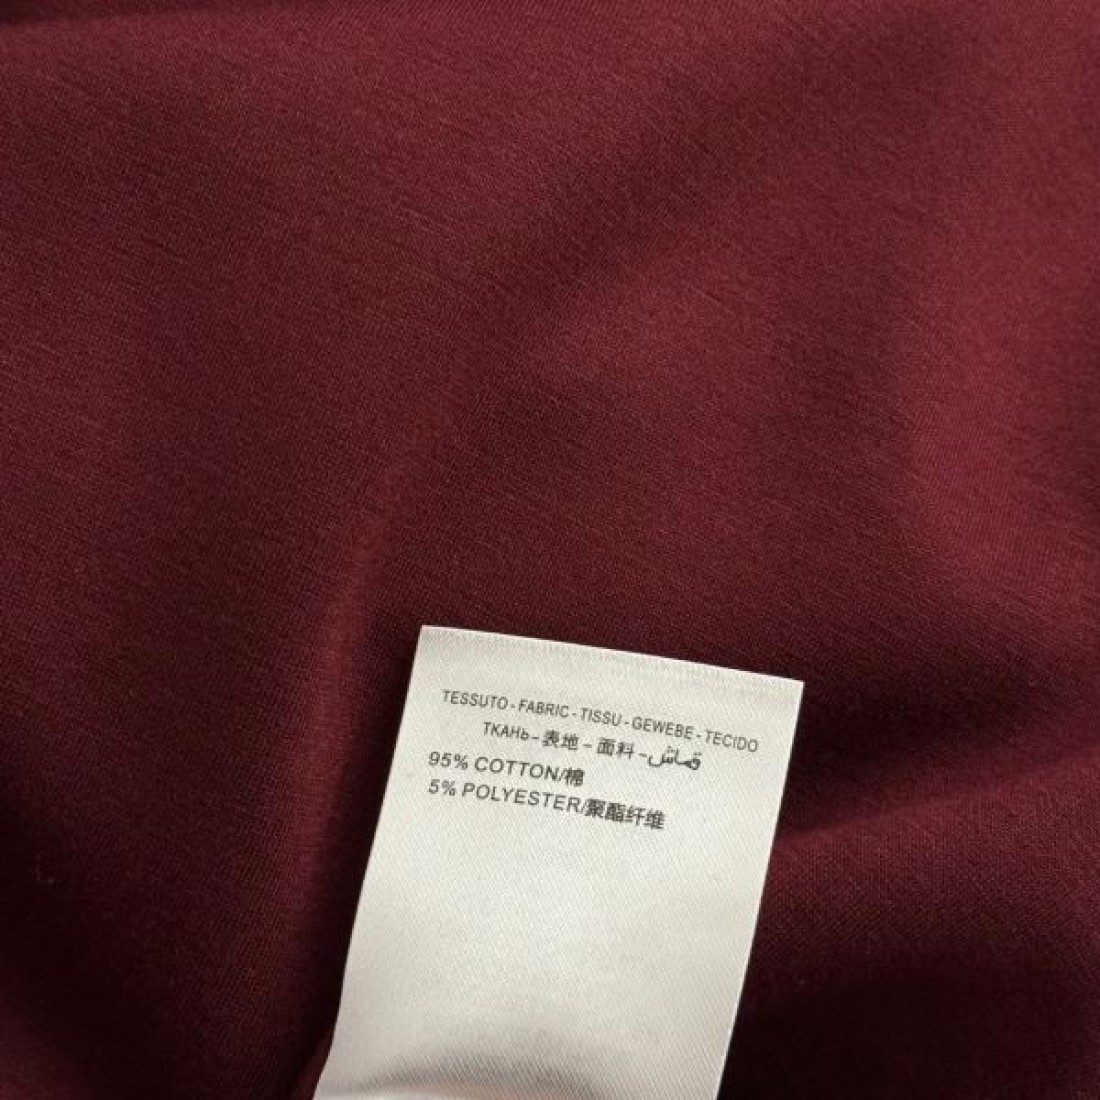 TESSUTO - FABRIC - TISSU - GEWEBE - TECIDO
ТКАНЬ - 表地 - 面料 - قماش
95% COTTON/棉
5% POLYESTER/聚酯纤维